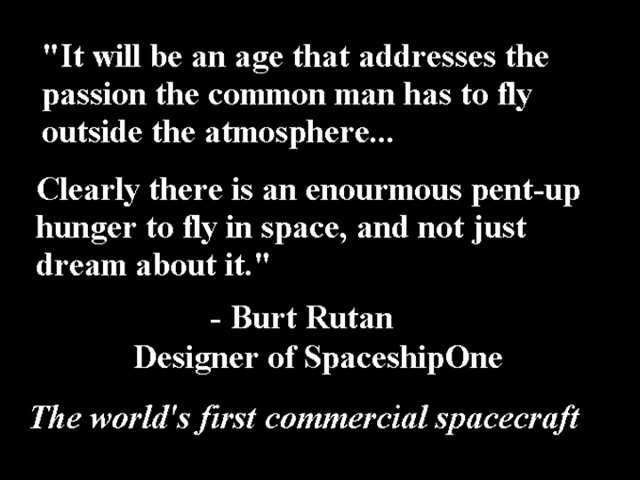 "It will be an age that addresses the
passion the common man has to fly
outside the atmosphere...
Clearly there is an enourmous pent-up
hunger to fly in space, and not just
dream about it."
- Burt Rutan
Designer of SpaceshipOne
The world's first commercial spacecraft